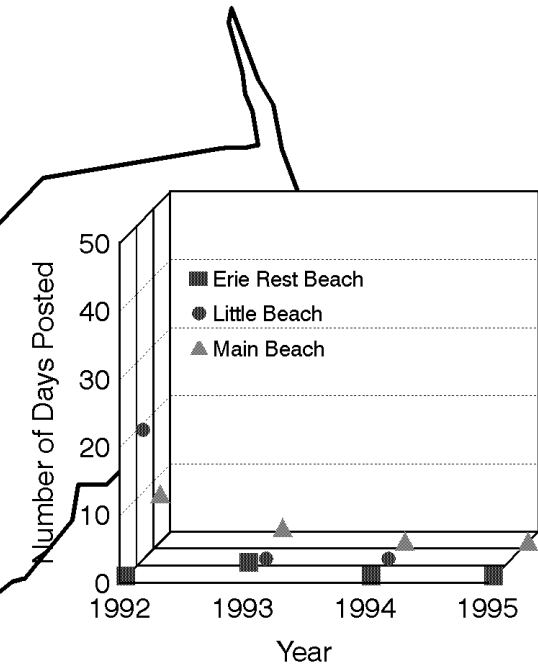 50
40
30
20
10
0
Number of Days Posted
Erie Rest Beach
Little Beach
Main Beach
1992 1993 1994 1995
Year